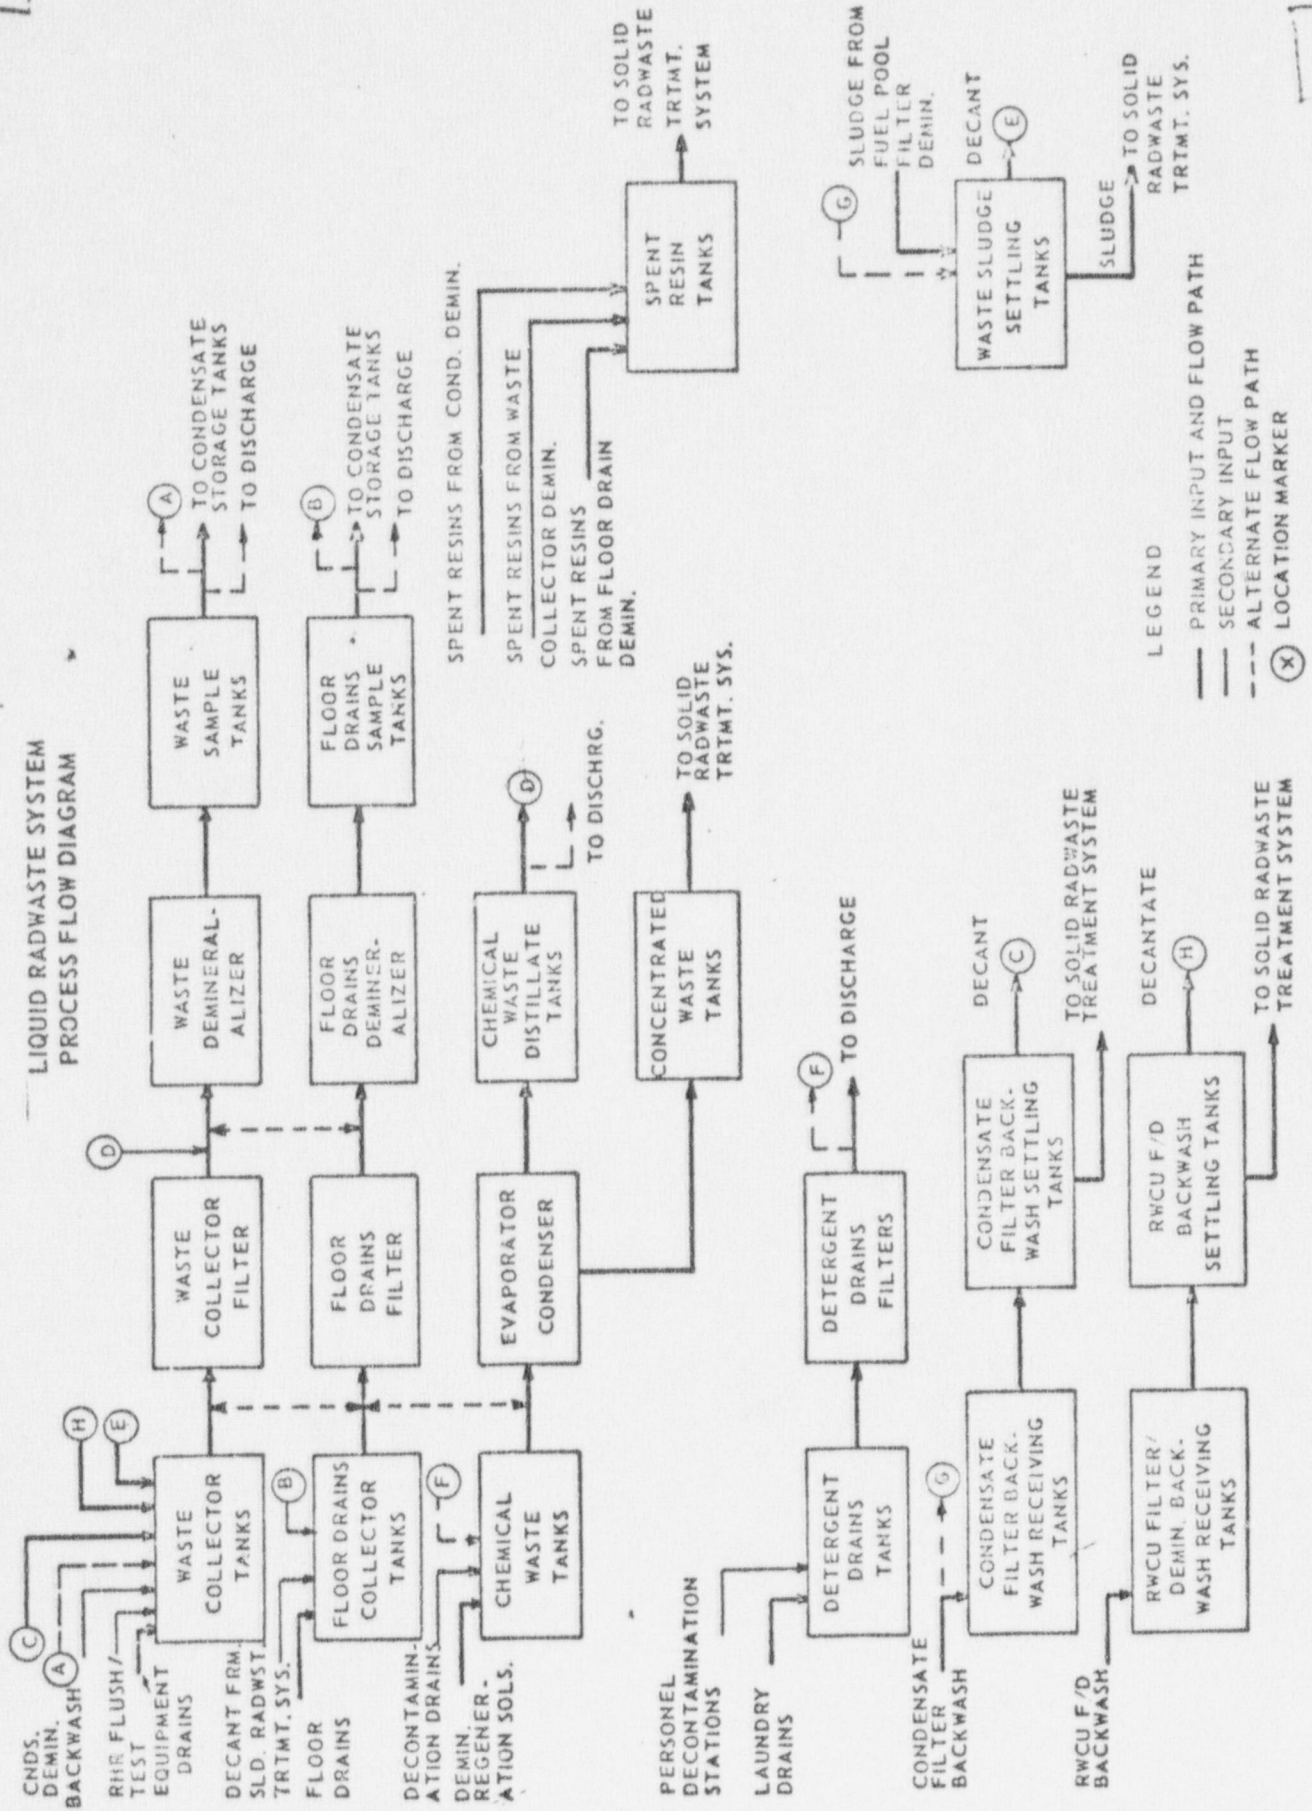 LIQUID RADWASTE SYSTEM
PROCESS FLOW DIAGRAM
CNDS.
DEMIN.
BACKWASH
RHR FLUSH/
TEST
EQUIPMENT
DRAINS
C
A
H
E
WASTE
COLLECTOR
TANKS
WASTE
COLLECTOR
FILTER
D
WASTE
DEMINERAL-
ALIZER
WASTE
SAMPLE
TANKS
A
TO CONDENSATE
STORAGE TANKS
TO DISCHARGE
DECANT FRM.
SLD. RADWST.
TRTMT. SYS.
FLOOR
DRAINS
B
FLOOR DRAINS
COLLECTOR
TANKS
FLOOR
DRAINS
FILTER
FLOOR
DRAINS
DEMINER-
ALIZER
FLOOR
DRAINS
SAMPLE
TANKS
B
TO CONDENSATE
STORAGE TANKS
TO DISCHARGE
DECONTAMIN-
ATION DRAINS
DEMIN.
REGENER-
ATION SOLS.
F
CHEMICAL
WASTE
TANKS
EVAPORATOR
CONDENSER
CHEMICAL
WASTE
DISTILLATE
TANKS
D
TO DISCHRG.
CONCENTRATED
WASTE
TANKS
TO SOLID
RADWASTE
TRTMT. SYS.
SPENT RESINS FROM COND. DEMIN.
SPENT RESINS FROM WASTE
COLLECTOR DEMIN.
SPENT RESINS
FROM FLOOR DRAIN
DEMIN.
SPENT
RESIN
TANKS
TO SOLID
RADWASTE
TRTMT.
SYSTEM
PERSONEL
DECONTAMINATION
STATIONS
LAUNDRY
DRAINS
DETERGENT
DRAINS
TANKS
DETERGENT
DRAINS
FILTERS
F
TO DISCHARGE
G
SLUDGE FROM
FUEL POOL
FILTER
DEMIN.
WASTE SLUDGE
SETTLING
TANKS
DECANT
E
SLUDGE
TO SOLID
RADWASTE
TRTMT. SYS.
CONDENSATE
FILTER
BACKWASH
G
CONDENSATE
FILTER BACK-
WASH RECEIVING
TANKS
CONDENSATE
FILTER BACK-
WASH SETTLING
TANKS
DECANT
C
TO SOLID RADWASTE
TREATMENT SYSTEM
RWCU F/D
BACKWASH
RWCU FILTER/
DEMIN. BACK-
WASH RECEIVING
TANKS
RWCU F/D
BACKWASH
SETTLING TANKS
DECANTATE
H
TO SOLID RADWASTE
TREATMENT SYSTEM
LEGEND
PRIMARY INPUT AND FLOW PATH
SECONDARY INPUT
ALTERNATE FLOW PATH
X LOCATION MARKER